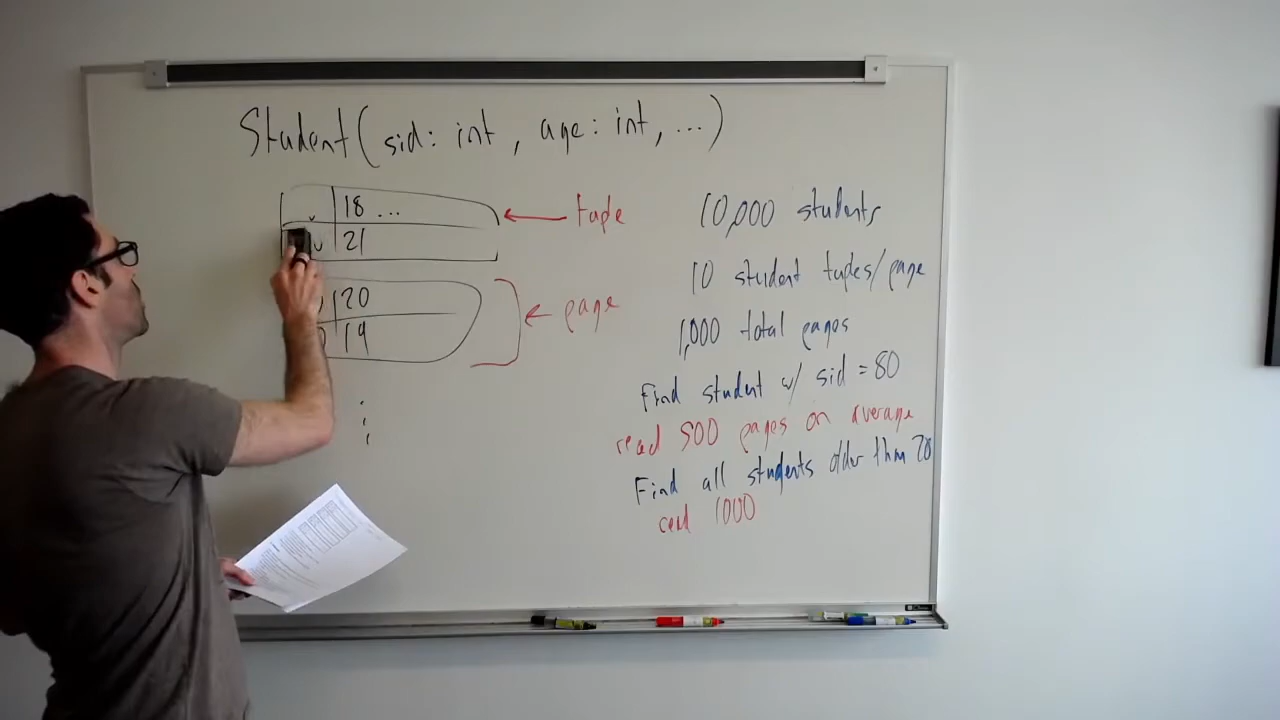 Student(sid: int, age: int, ...)
18 ...
21
20
19
tuple
page
10,000 students
10 student tuples/page
1,000 total pages
Find student w/ sid = 80
read 500 pages on average
Find all students older than 20
read 1000